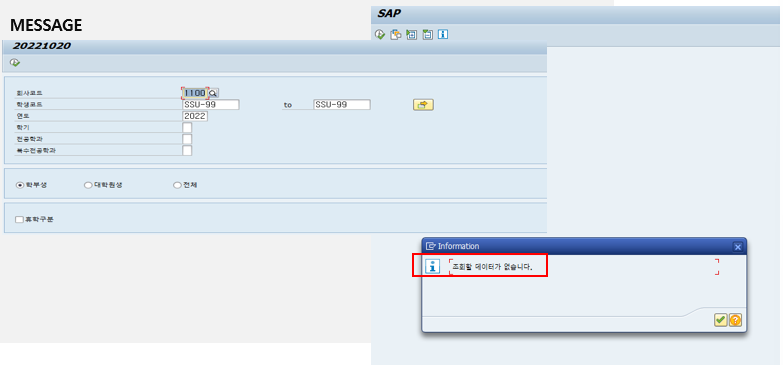 MESSAGE
SAP
20221020
회사코드 1100
학생코드 SSU-99 to SSU-99
연도 2022
학기
전공학과
복수전공학과
학부생 대학원생 전체
휴학구분
Information
조회할 데이터가 없습니다.